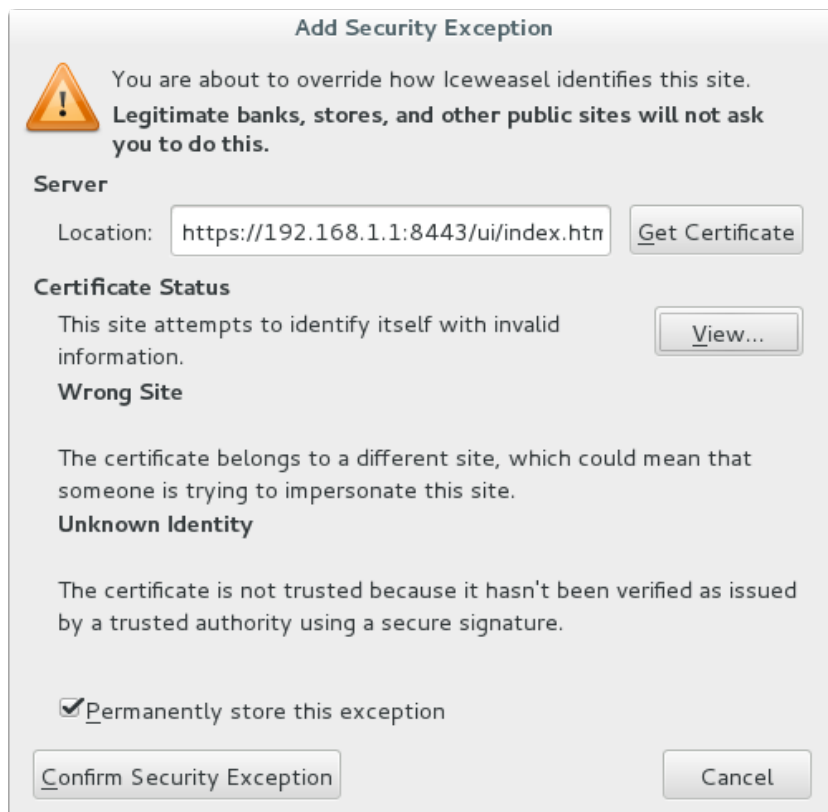 Add Security Exception
You are about to override how Iceweasel identifies this site.
Legitimate banks, stores, and other public sites will not ask
you to do this.
Server
Location: https://192.168.1.1:8443/ui/index.htm Get Certificate
Certificate Status
This site attempts to identify itself with invalid
information.
View...
Wrong Site
The certificate belongs to a different site, which could mean that
someone is trying to impersonate this site.
Unknown Identity
The certificate is not trusted because it hasn't been verified as issued
by a trusted authority using a secure signature.
Permanently store this exception
Confirm Security Exception Cancel